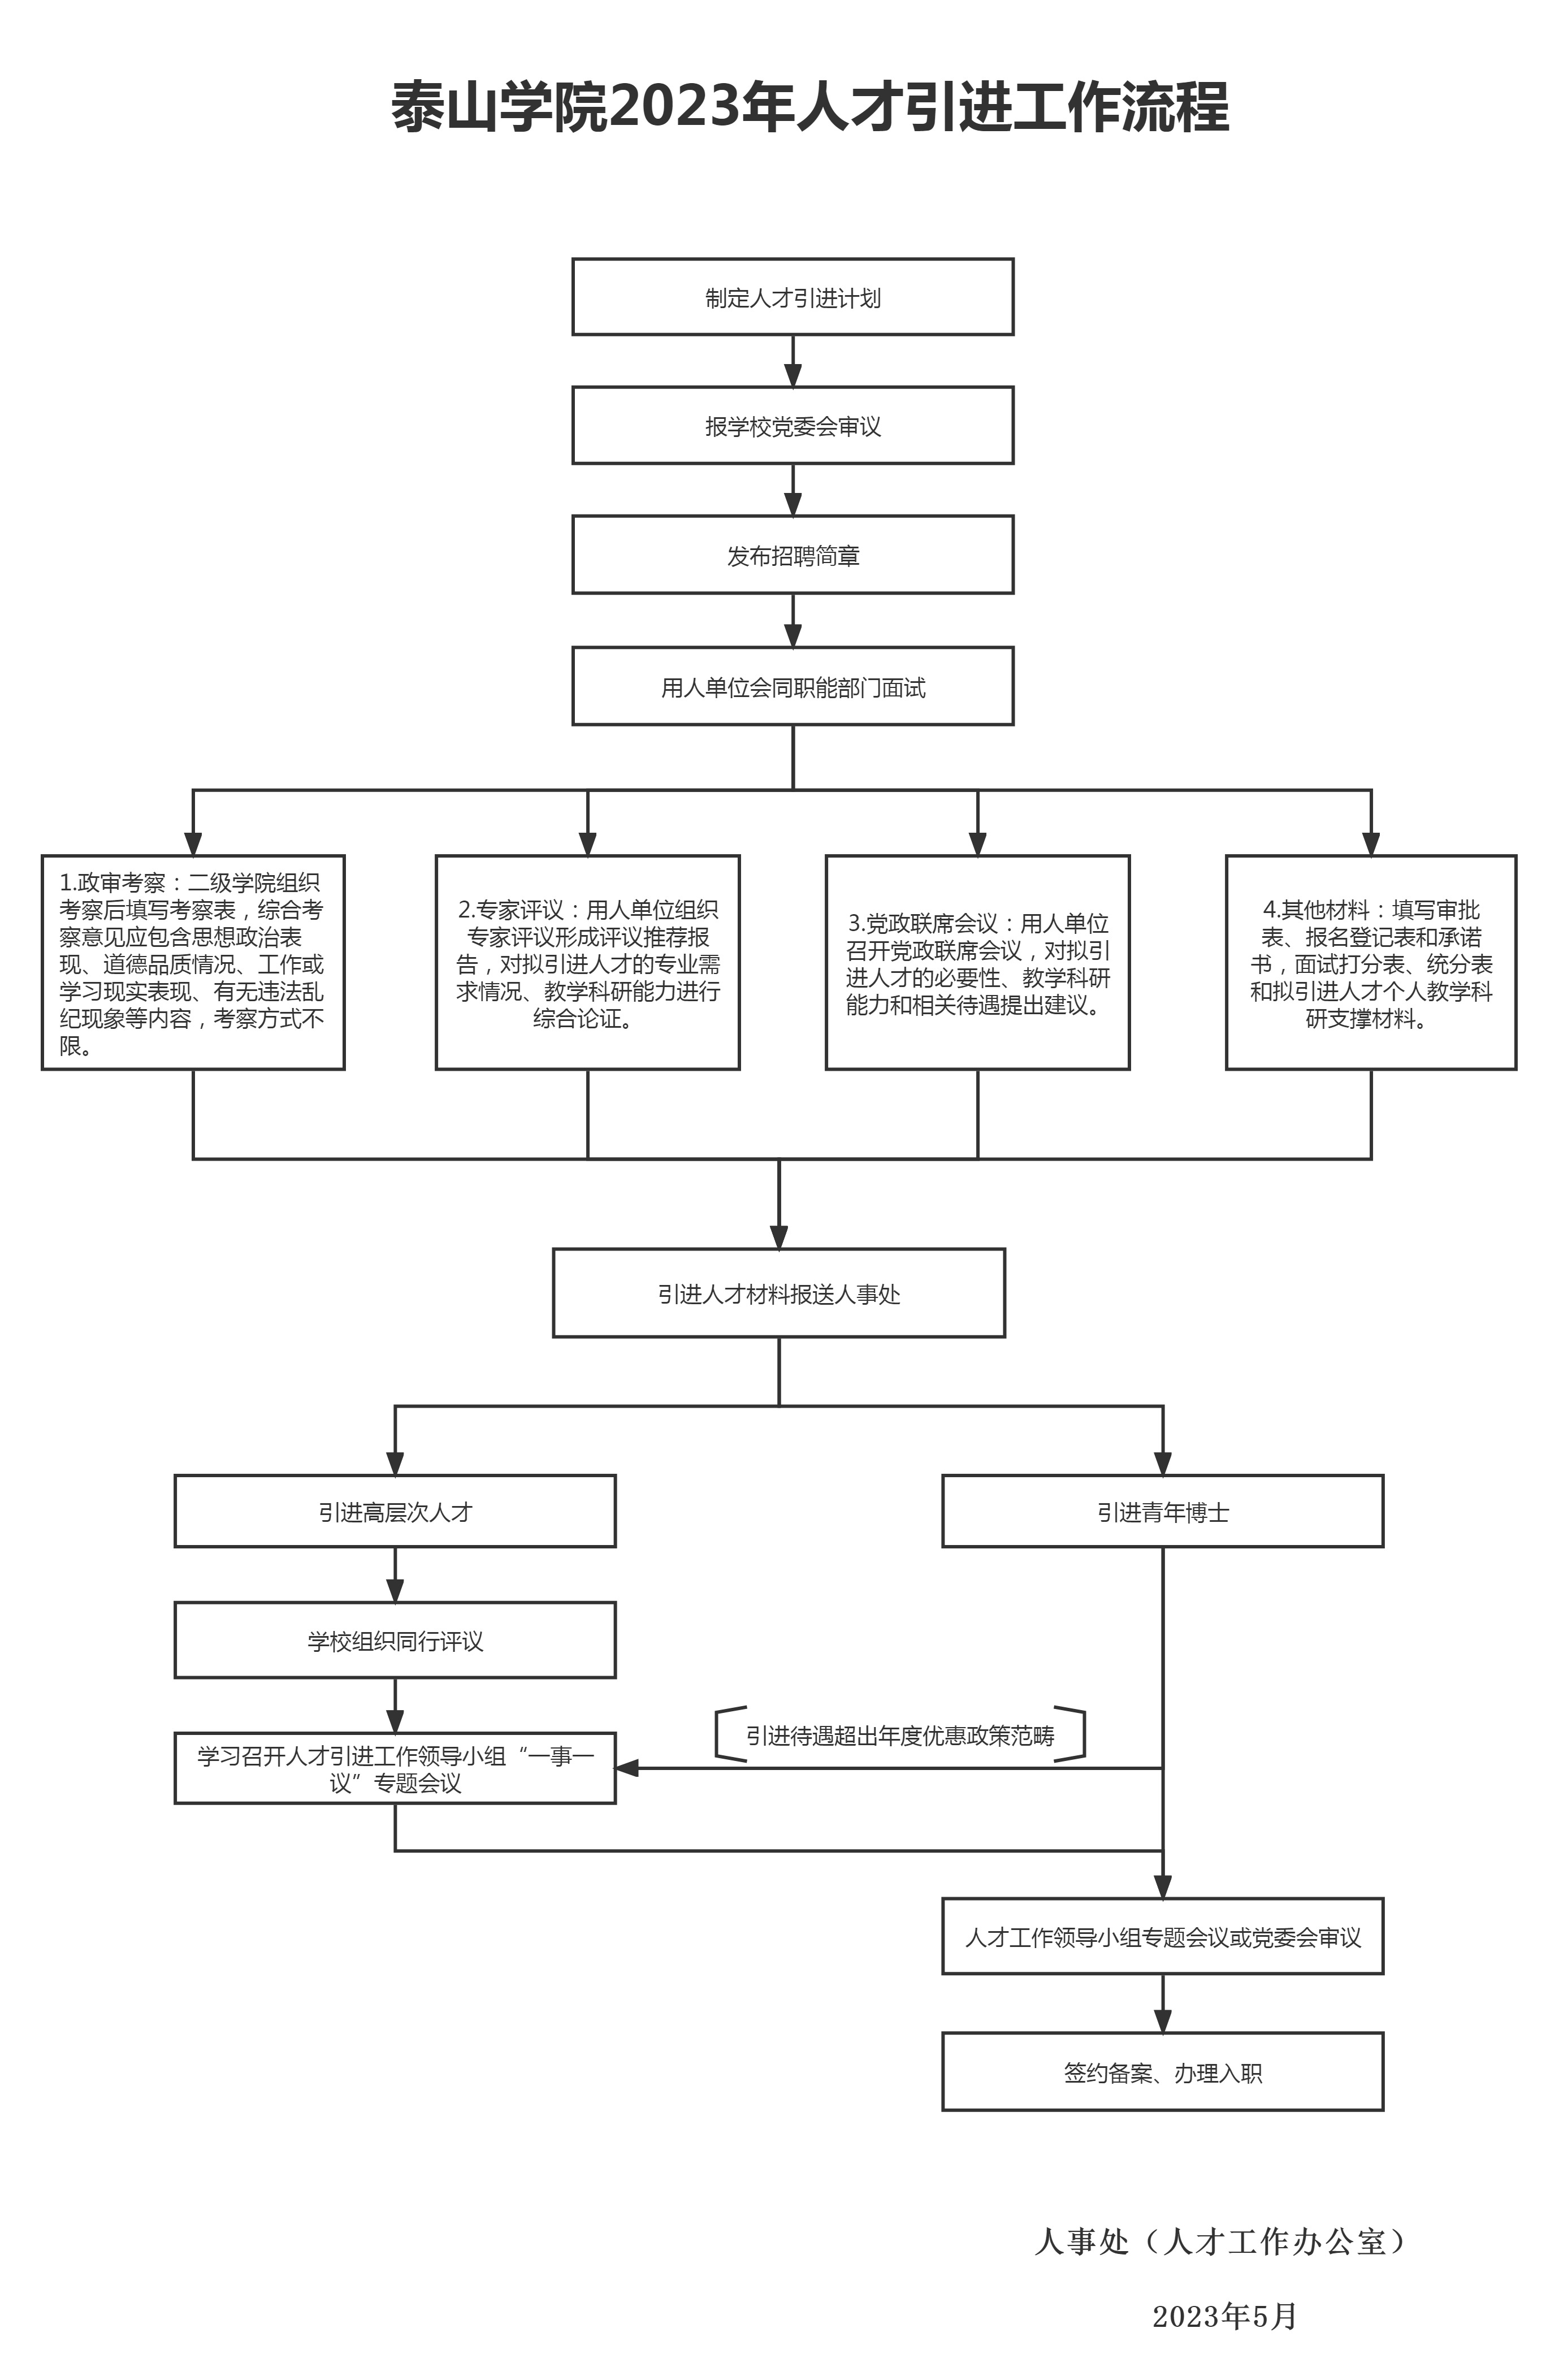 泰山学院2023年人才引进工作流程
制定人才引进计划
报学校党委会审议
发布招聘简章
用人单位会同职能部门面试
1.政审考察：二级学院组织
考察后填写考察表，综合考
察意见应包含思想政治表
现、道德品质情况、工作或
学习现实表现、有无违法乱
纪现象等内容，考察方式不
限。
2.专家评议：用人单位组织
专家评议形成评议推荐报
告，对拟引进人才的专业需
求情况、教学科研能力进行
综合论证。
3.党政联席会议：用人单位
召开党政联席会议，对拟引
进人才的必要性、教学科研
能力和相关待遇提出建议。
4.其他材料：填写审批
表、报名登记表和承诺
书，面试打分表、统分表
和拟引进人才个人教学科
研支撑材料。
引进人才材料报送人事处
引进高层次人才
引进青年博士
学校组织同行评议
引进待遇超出年度优惠政策范畴
学习召开人才引进工作领导小组“一事一
议”专题会议
人才工作领导小组专题会议或党委会审议
签约备案、办理入职
人事处（人才工作办公室）
2023年5月